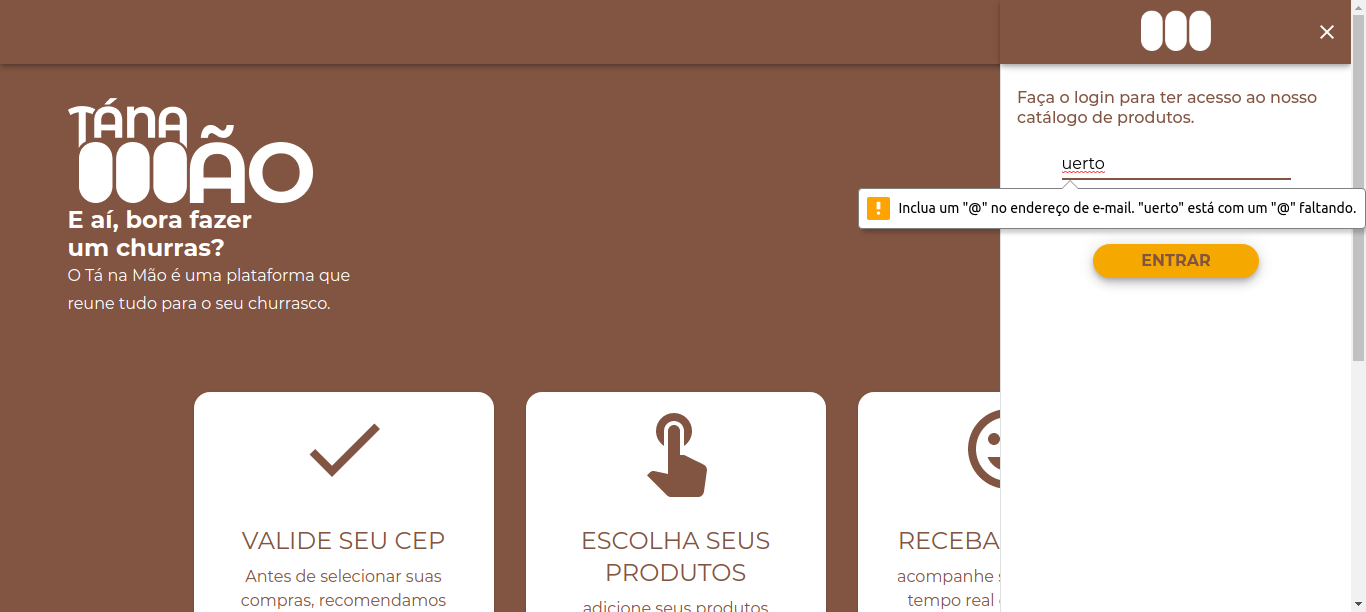 TÁNA
MÃO
E aí, bora fazer
um churras?
O Tá na Mão é uma plataforma que
reune tudo para o seu churrasco.
VALIDE SEU CEP
Antes de selecionar suas
compras, recomendamos
ESCOLHA SEUS
PRODUTOS
adicione seus produtos
RECEBA
acompanhe
tempo real
Faça o login para ter acesso ao nosso
catálogo de produtos.
uerto
Inclua um "@" no endereço de e-mail. "uerto" está com um "@" faltando.
ENTRAR